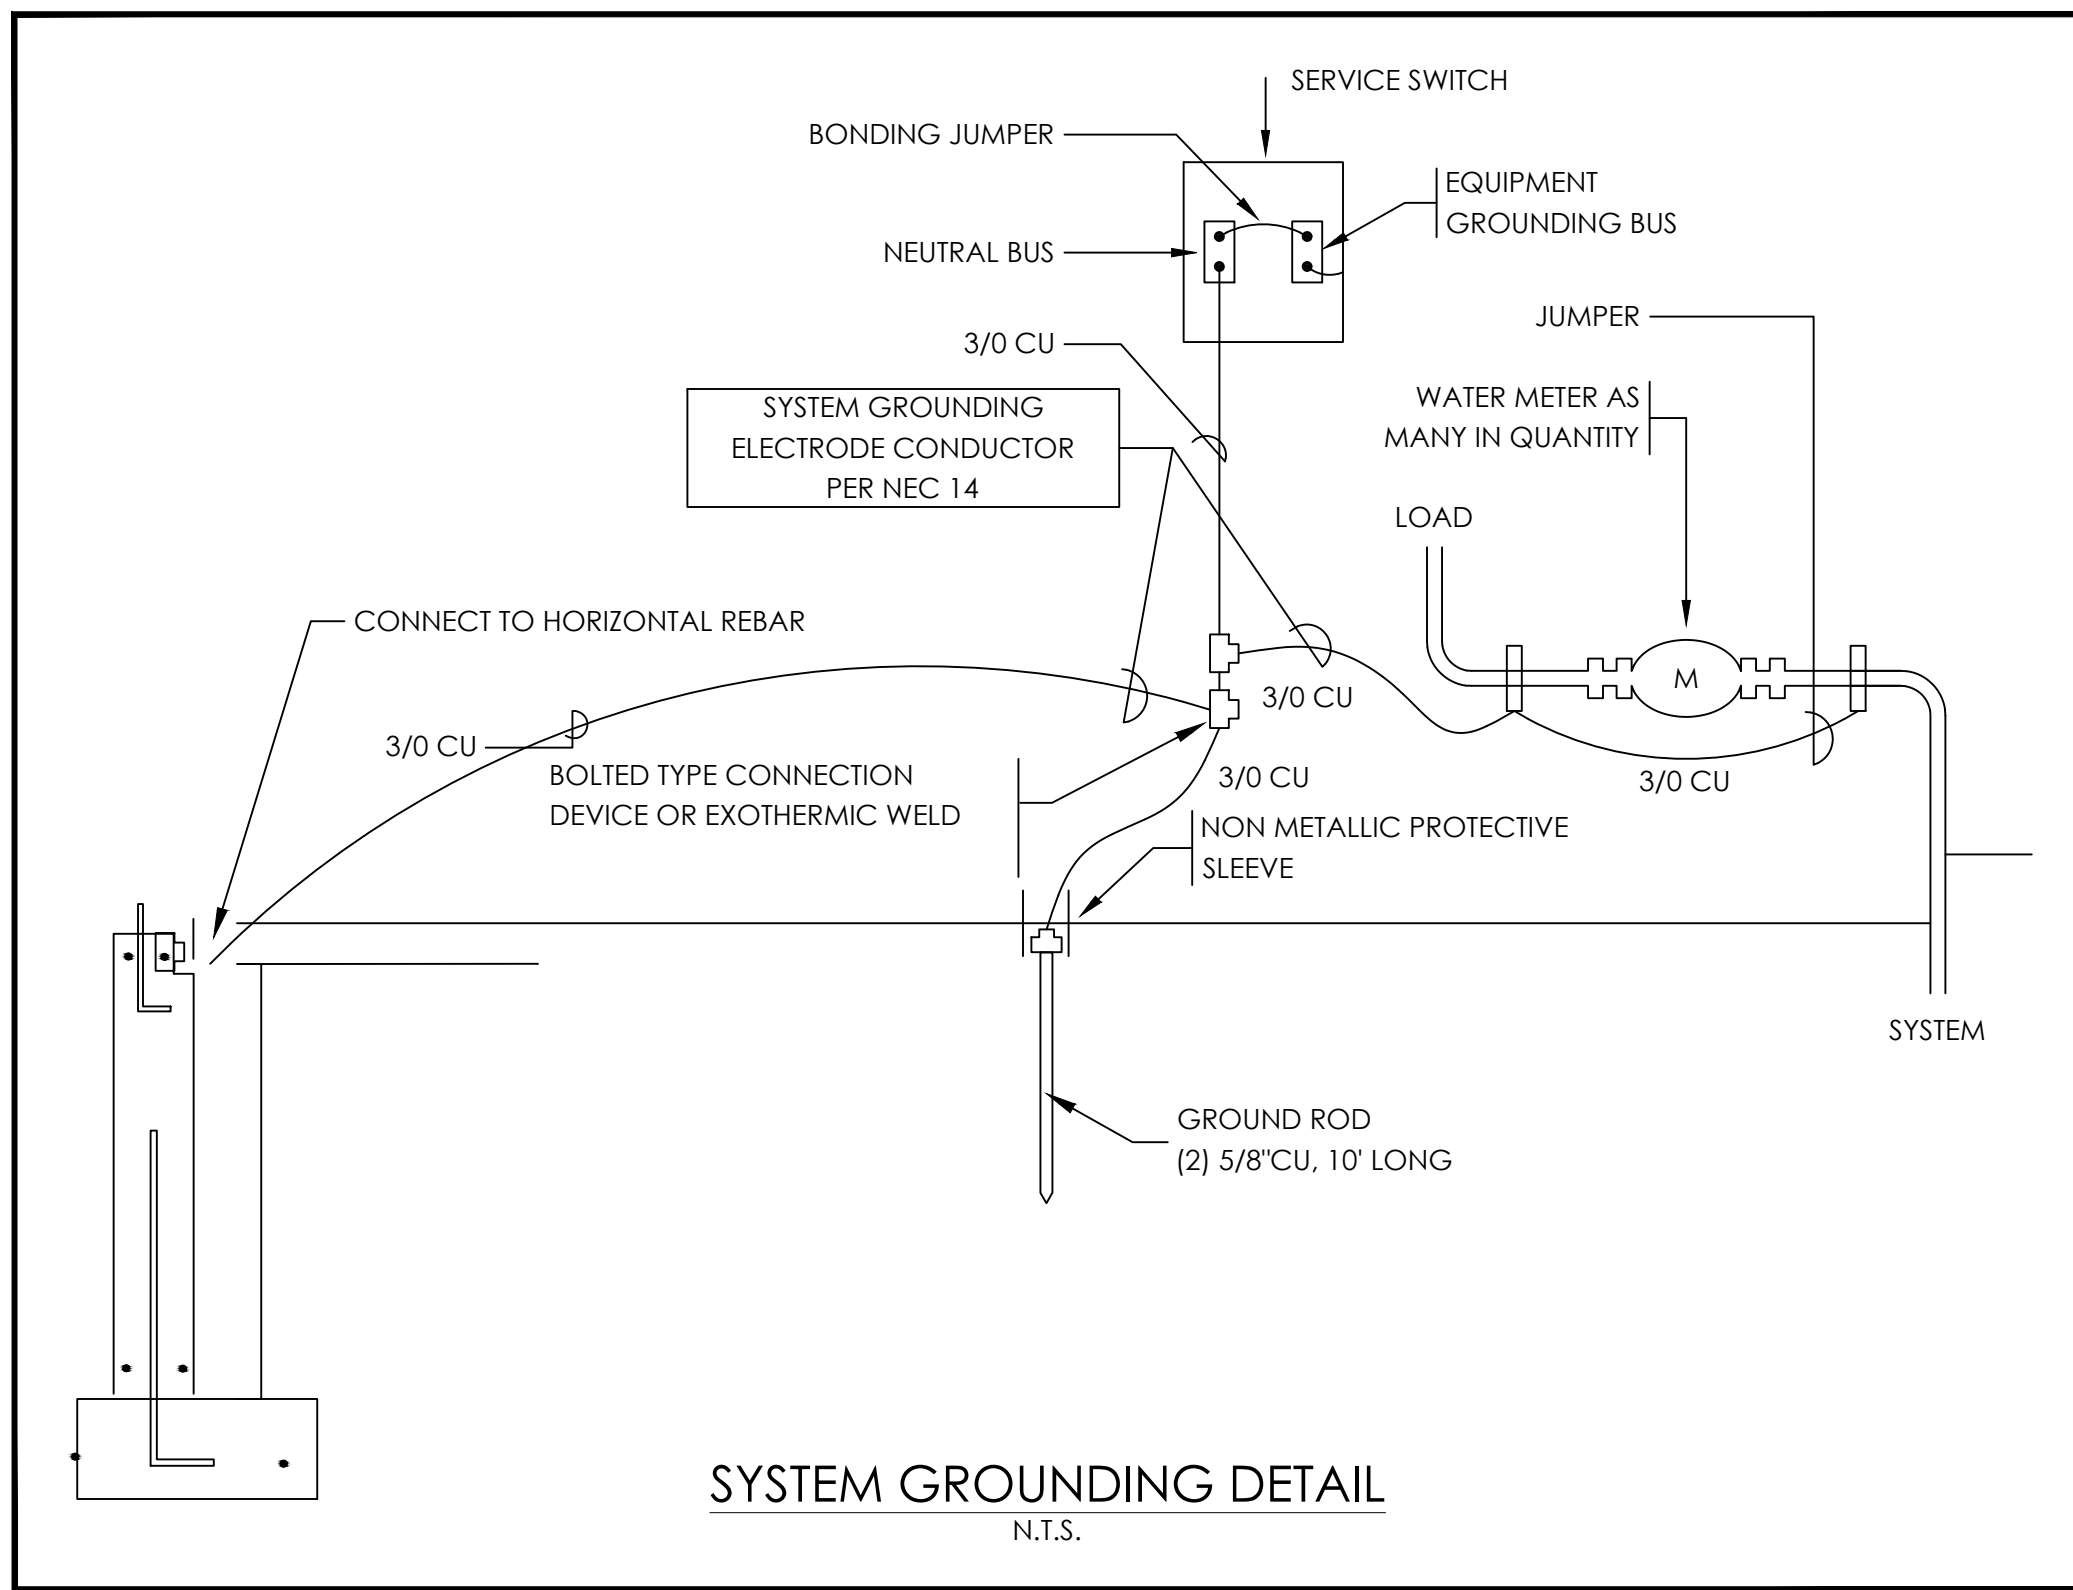 SERVICE SWITCH
BONDING JUMPER
EQUIPMENT
GROUNDING BUS
NEUTRAL BUS
JUMPER
3/0 CU
WATER METER AS
MANY IN QUANTITY
SYSTEM GROUNDING
ELECTRODE CONDUCTOR
PER NEC 14
LOAD
CONNECT TO HORIZONTAL REBAR
M
3/0 CU
3/0 CU
BOLTED TYPE CONNECTION
DEVICE OR EXOTHERMIC WELD
3/0 CU
3/0 CU
NON METALLIC PROTECTIVE
SLEEVE
SYSTEM
GROUND ROD
(2) 5/8"CU, 10' LONG
SYSTEM GROUNDING DETAIL
N.T.S.